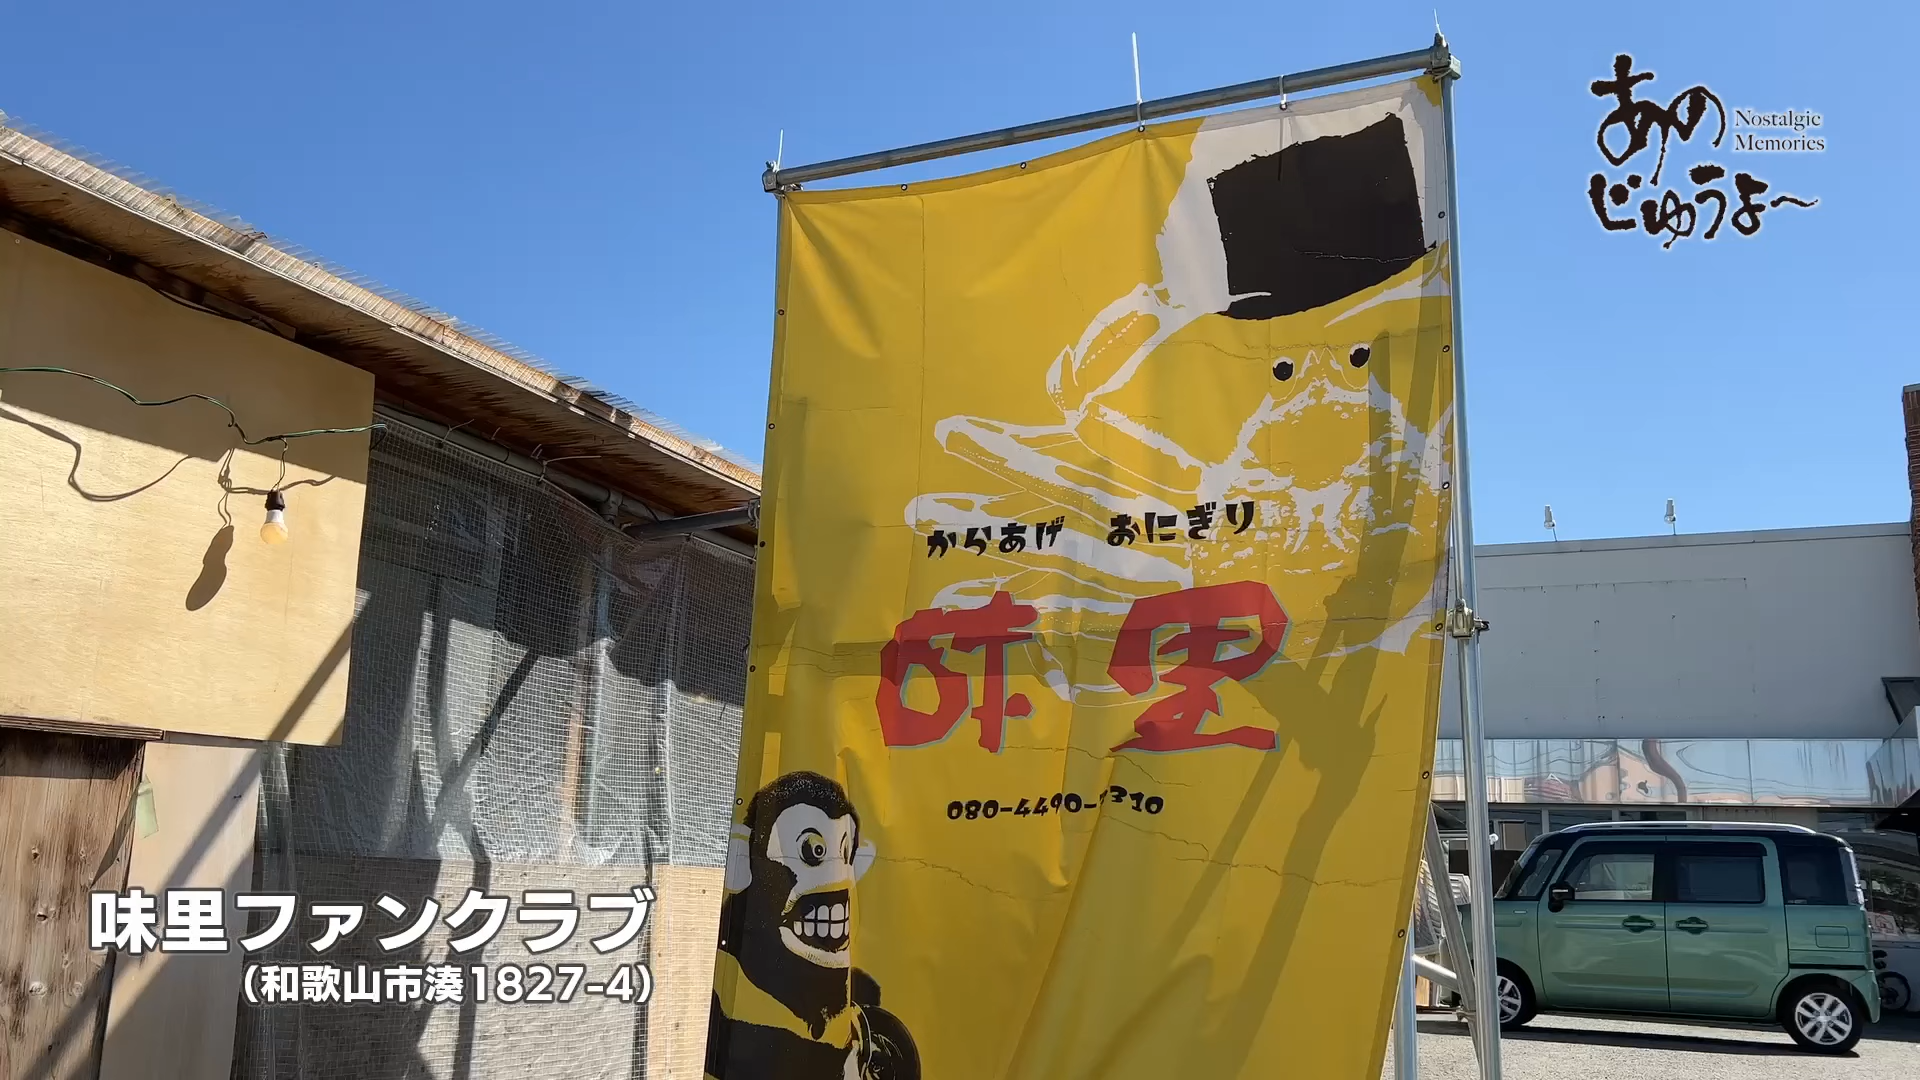 あの
じゅうよ〜
Nostalgic
Memories
からあげ おにぎり
味里
味里ファンクラブ
（和歌山市湊1827-4）